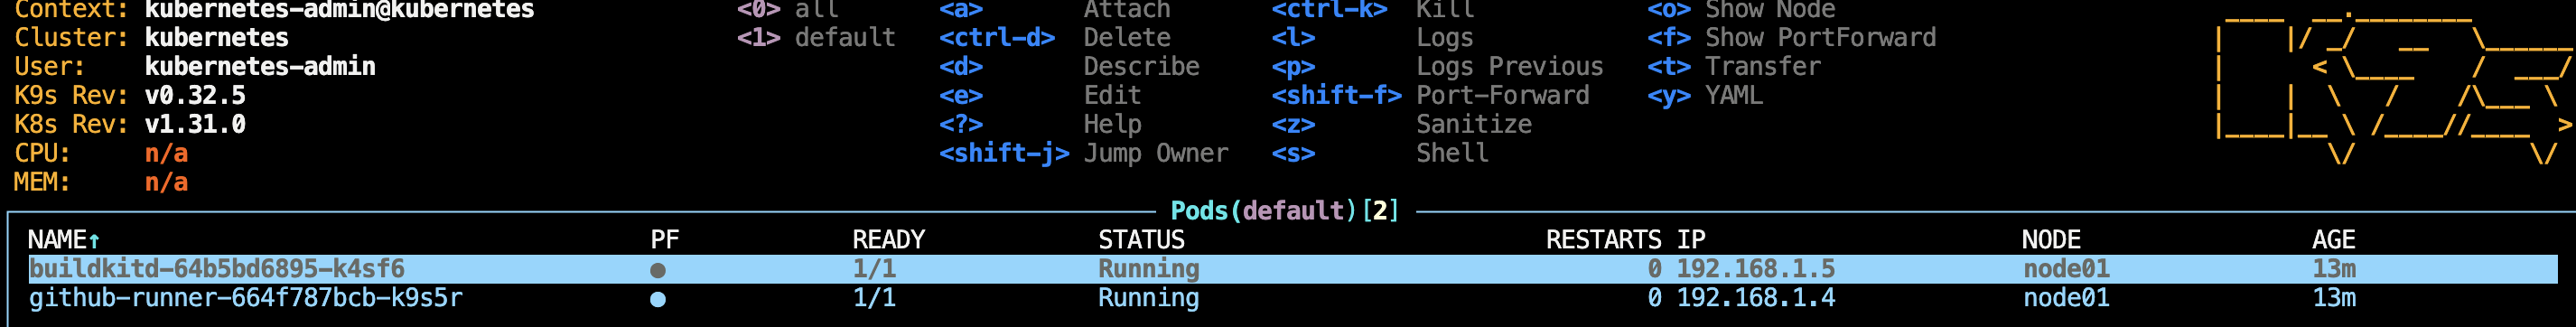 Context: kubernetes-admin@kubernetes <0> all <a> Attach <ctrl-k> Kill <o> Show Node
Cluster: kubernetes <1> default <ctrl-d> Delete <l> Logs <f> Show PortForward
User: kubernetes-admin <d> Describe <p> Logs Previous <t> Transfer
K9s Rev: v0.32.5 <e> Edit <shift-f> Port-Forward <y> YAML
K8s Rev: v1.31.0 <?> Help <z> Sanitize
CPU: n/a <shift-j> Jump Owner <s> Shell
MEM: n/a
Pods(default)[2]
NAME↑ PF READY STATUS RESTARTS IP NODE AGE
buildkitd-64b5bd6895-k4sf6 ● 1/1 Running 0 192.168.1.5 node01 13m
github-runner-664f787bcb-k9s5r ● 1/1 Running 0 192.168.1.4 node01 13m